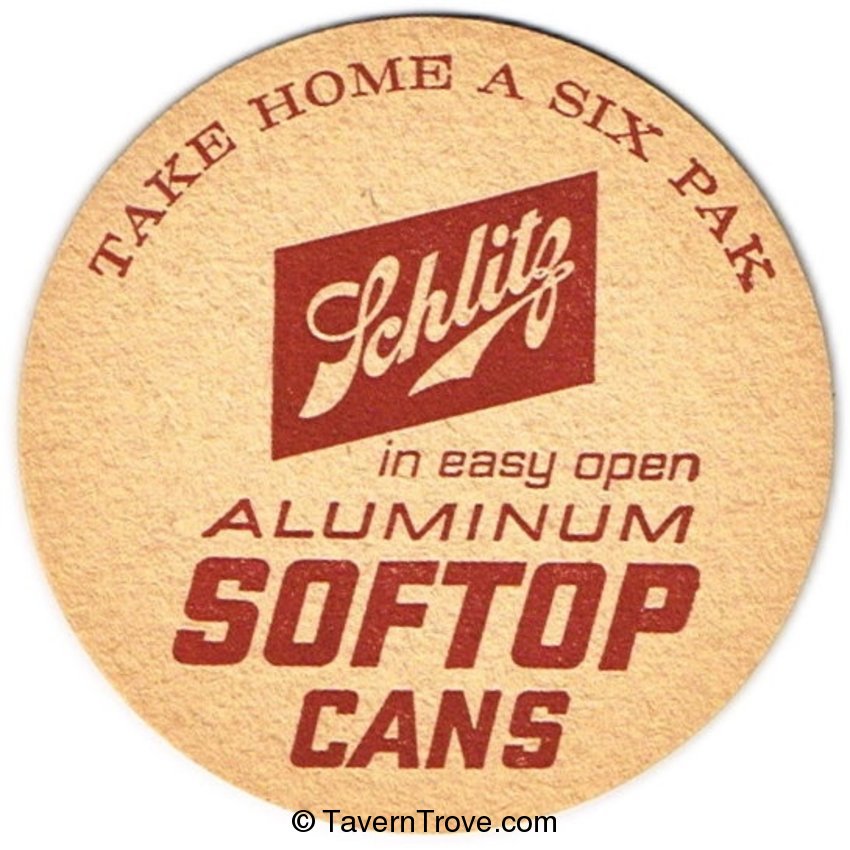 TAKE HOME A SIX PAK
Schlitz
in easy open
ALUMINUM
SOFTOP
CANS
© TavernTrove.com